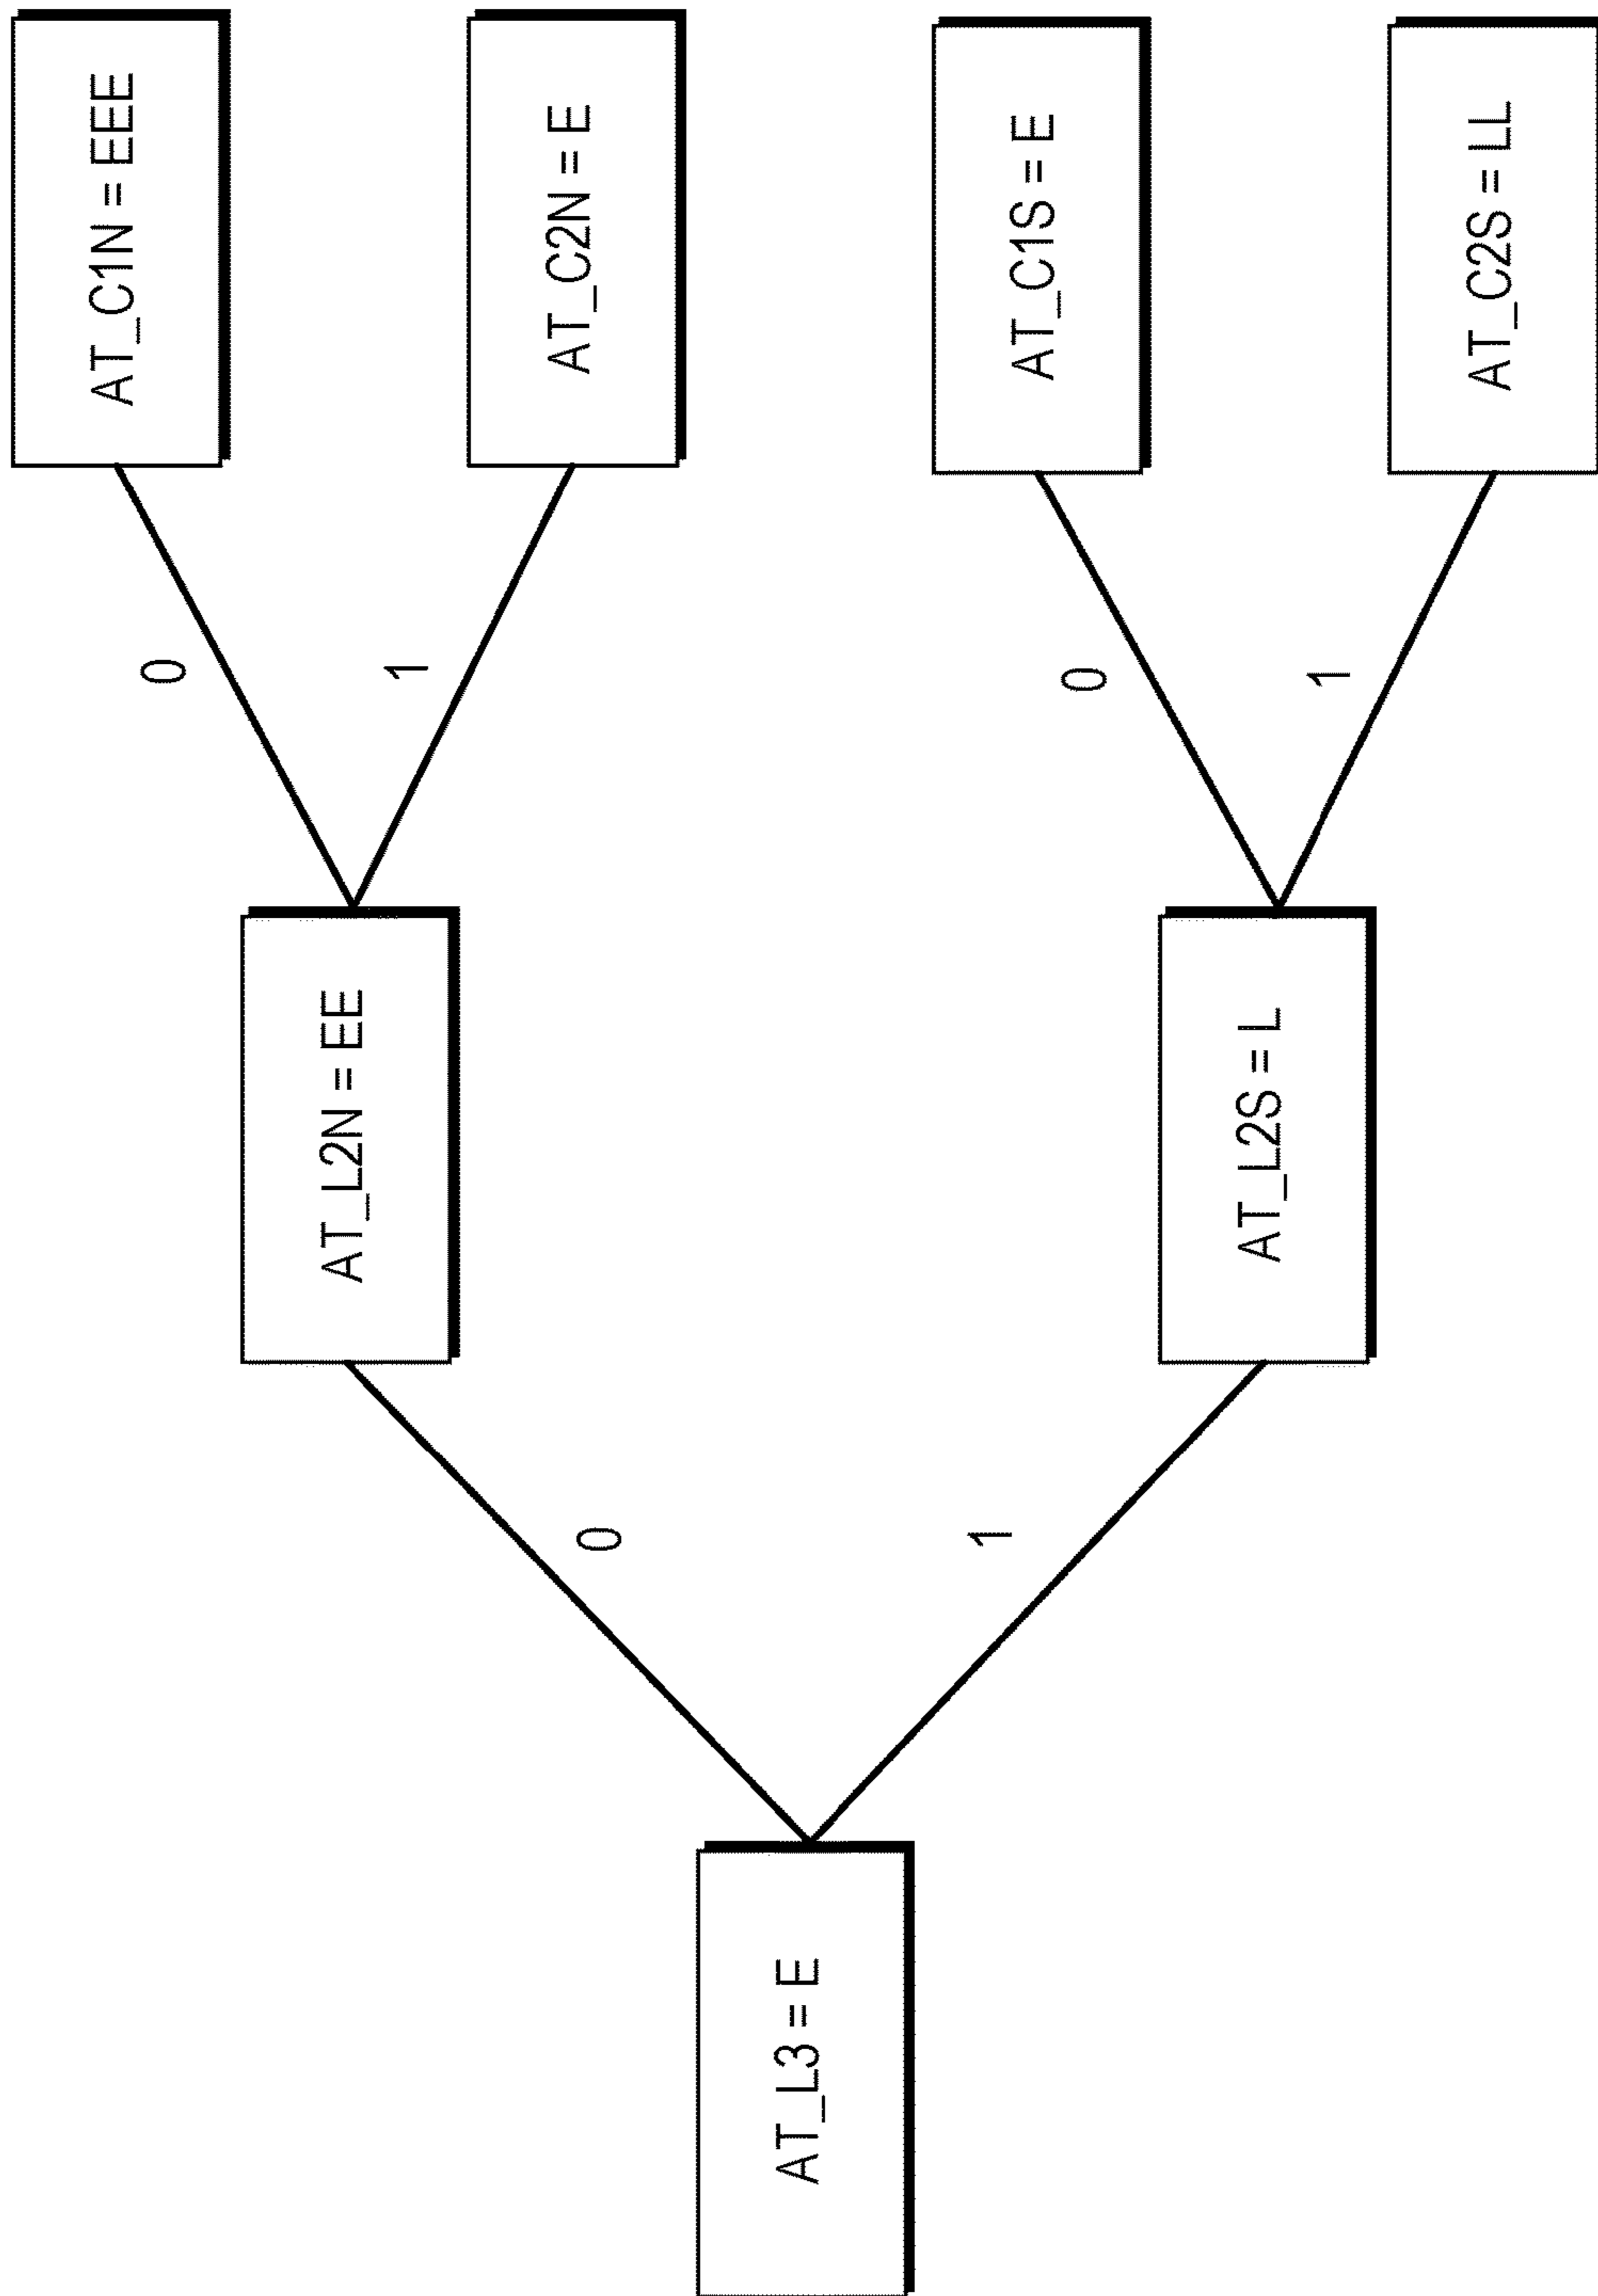 AT_L3 = E
0
1
AT_L2N = EE
AT_L2S = L
0
1
0
1
AT_C1N = EEE
AT_C2N = E
AT_C1S = E
AT_C2S = LL